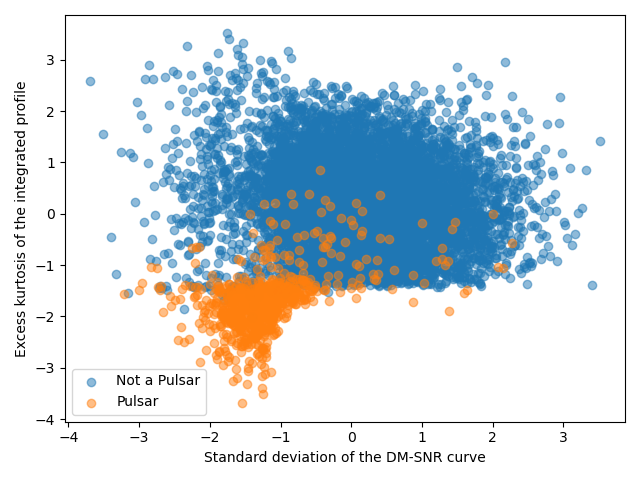 3
2
1
0
−1
−2
−3
−4
Excess kurtosis of the integrated profile
Not a Pulsar
Pulsar
−4 −3 −2 −1 0 1 2 3
Standard deviation of the DM-SNR curve